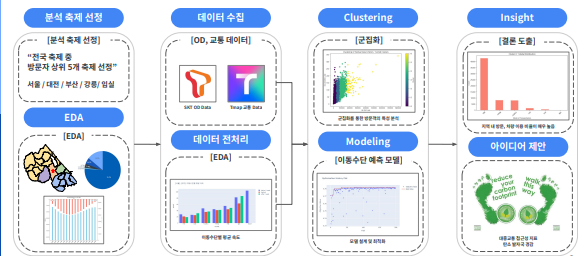 분석 축제 선정
[분석 축제 선정]
"전국 축제 중
방문자 상위 5개 축제 선정"
서울 / 대전 / 부산 / 강릉 / 임실
EDA
[EDA]
데이터 수집
[OD, 교통 데이터]
SKT OD Data
Tmap 교통 Data
데이터 전처리
[EDA]
이동수단별 평균 속도
Clustering
[군집화]
군집화를 통한 방문객의 특성 분석
Modeling
[이동수단 예측 모델]
모델 설계 및 최적화
Insight
[결론 도출]
지역 내 방문, 차량 이용 비율이 매우 높음
아이디어 제안
reduce
your
carbon
footprint
walk
this
way
대중교통 접근성 지표
탄소 발자국 경감